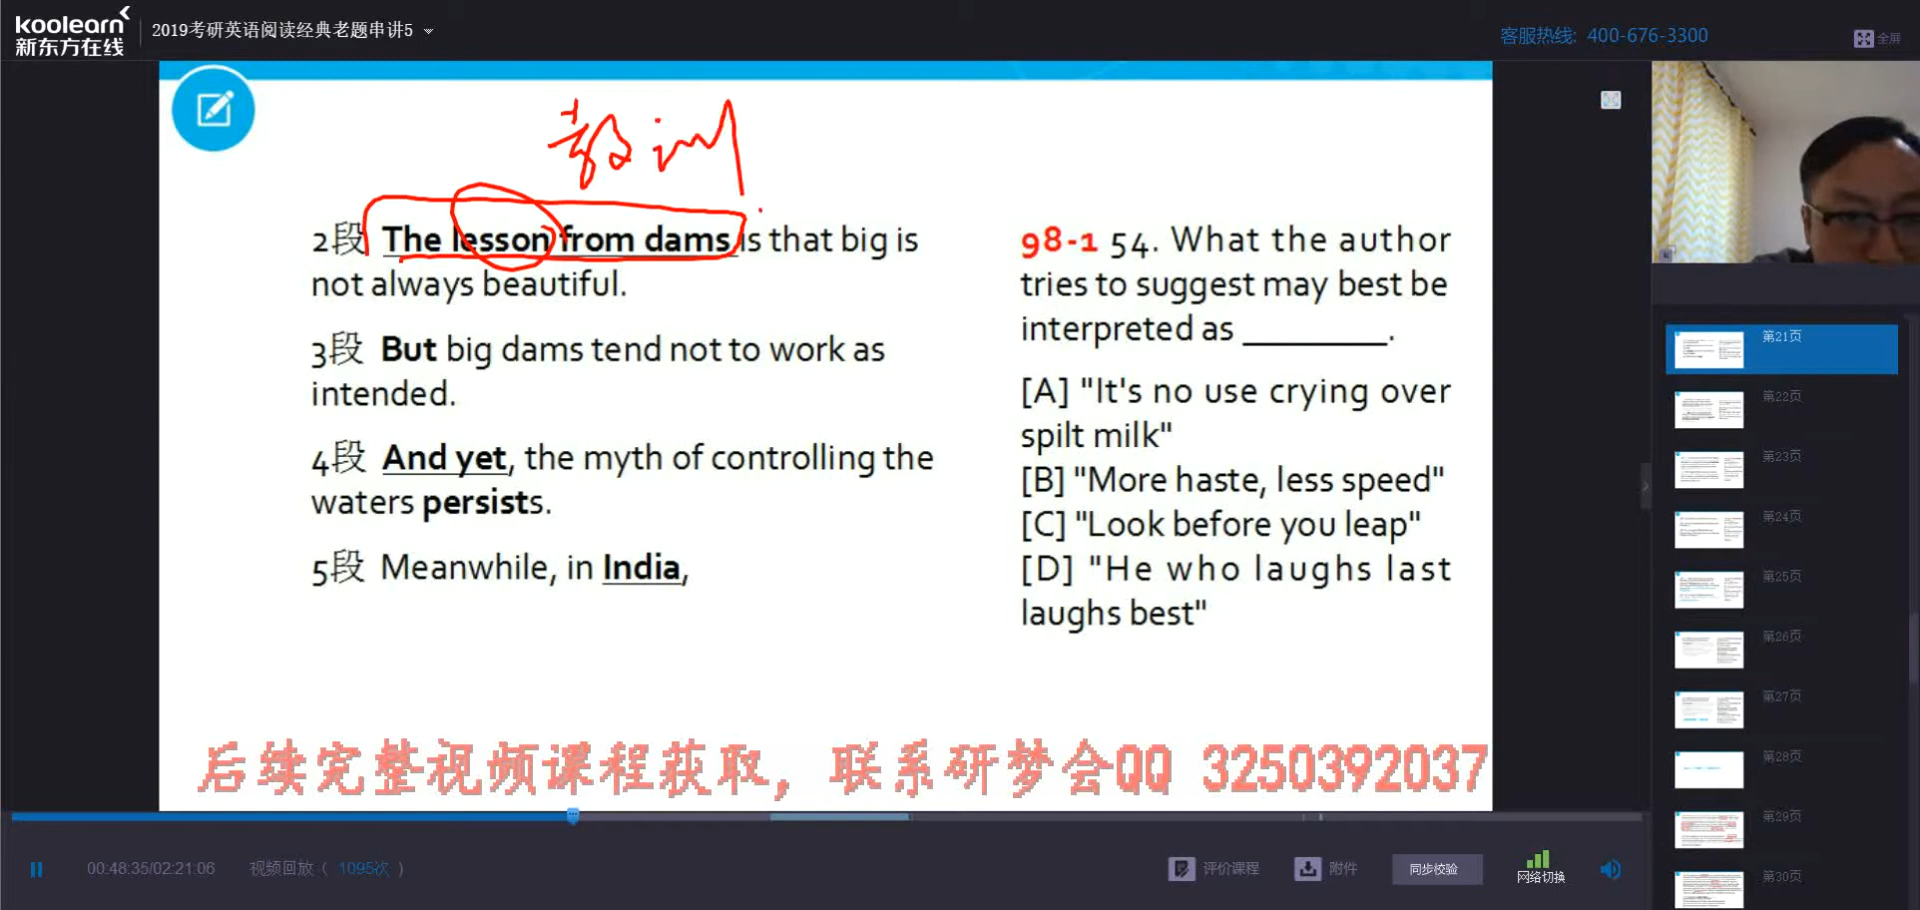 koolearn
新东方在线
2019考研英语阅读经典老题串讲5
客服热线: 400-676-3300
全屏
教训
2段 The lesson from dams is that big is
not always beautiful.
3段 But big dams tend not to work as
intended.
4段 And yet, the myth of controlling the
waters persists.
5段 Meanwhile, in India,
98-1 54. What the author
tries to suggest may best be
interpreted as ________.
[A] "It's no use crying over
spilt milk"
[B] "More haste, less speed"
[C] "Look before you leap"
[D] "He who laughs last
laughs best"
后续完整视频课程获取，联系研梦会QQ 3250392037
第21页
第22页
第23页
第24页
第25页
第26页
第27页
第28页
第29页
第30页
00:48:35/02:21:06 视频回放（ 1095次 ）
评价课程
附件
同步校验
网络切换